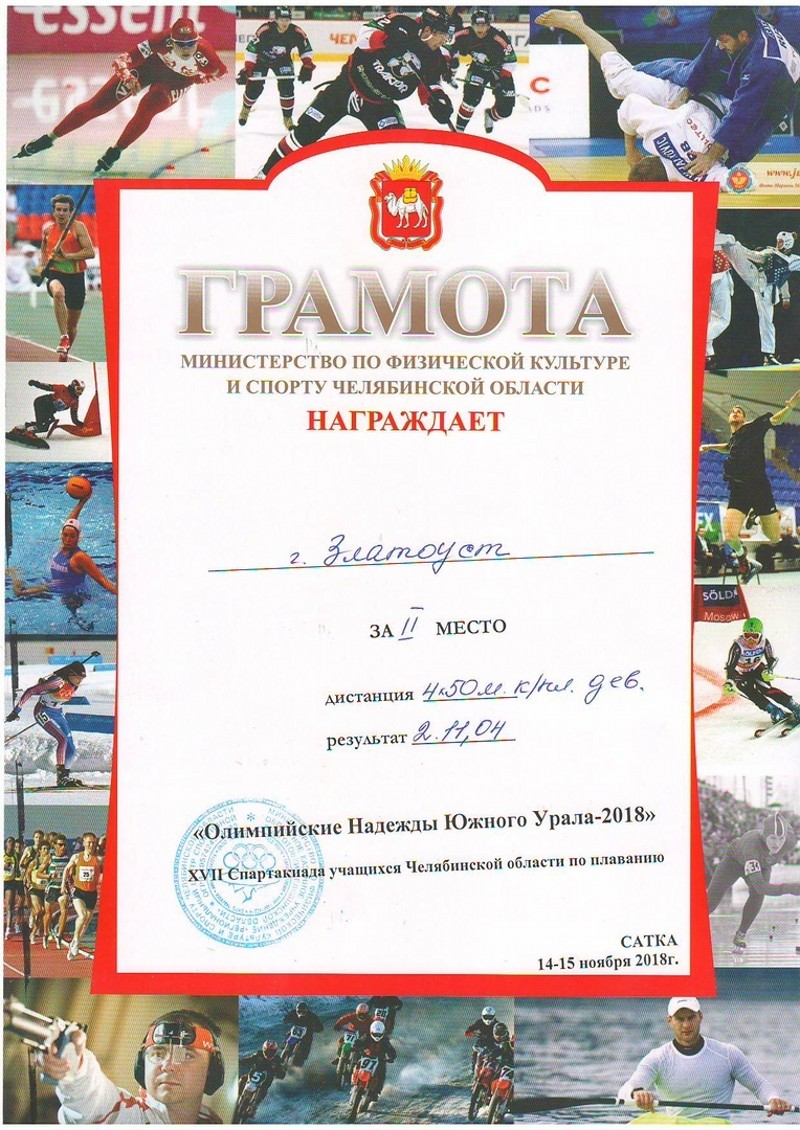 essent
ГРАМОТА
МИНИСТЕРСТВО ПО ФИЗИЧЕСКОЙ КУЛЬТУРЕ
И СПОРТУ ЧЕЛЯБИНСКОЙ ОБЛАСТИ
НАГРАЖДАЕТ
г. Златоуст
ЗА II МЕСТО
дистанция 4х50м. к/пл. дев.
результат 2.11,04
«Олимпийские Надежды Южного Урала-2018»
XVII Спартакиада учащихся Челябинской области по плаванию
САТКА
14-15 ноября 2018г.